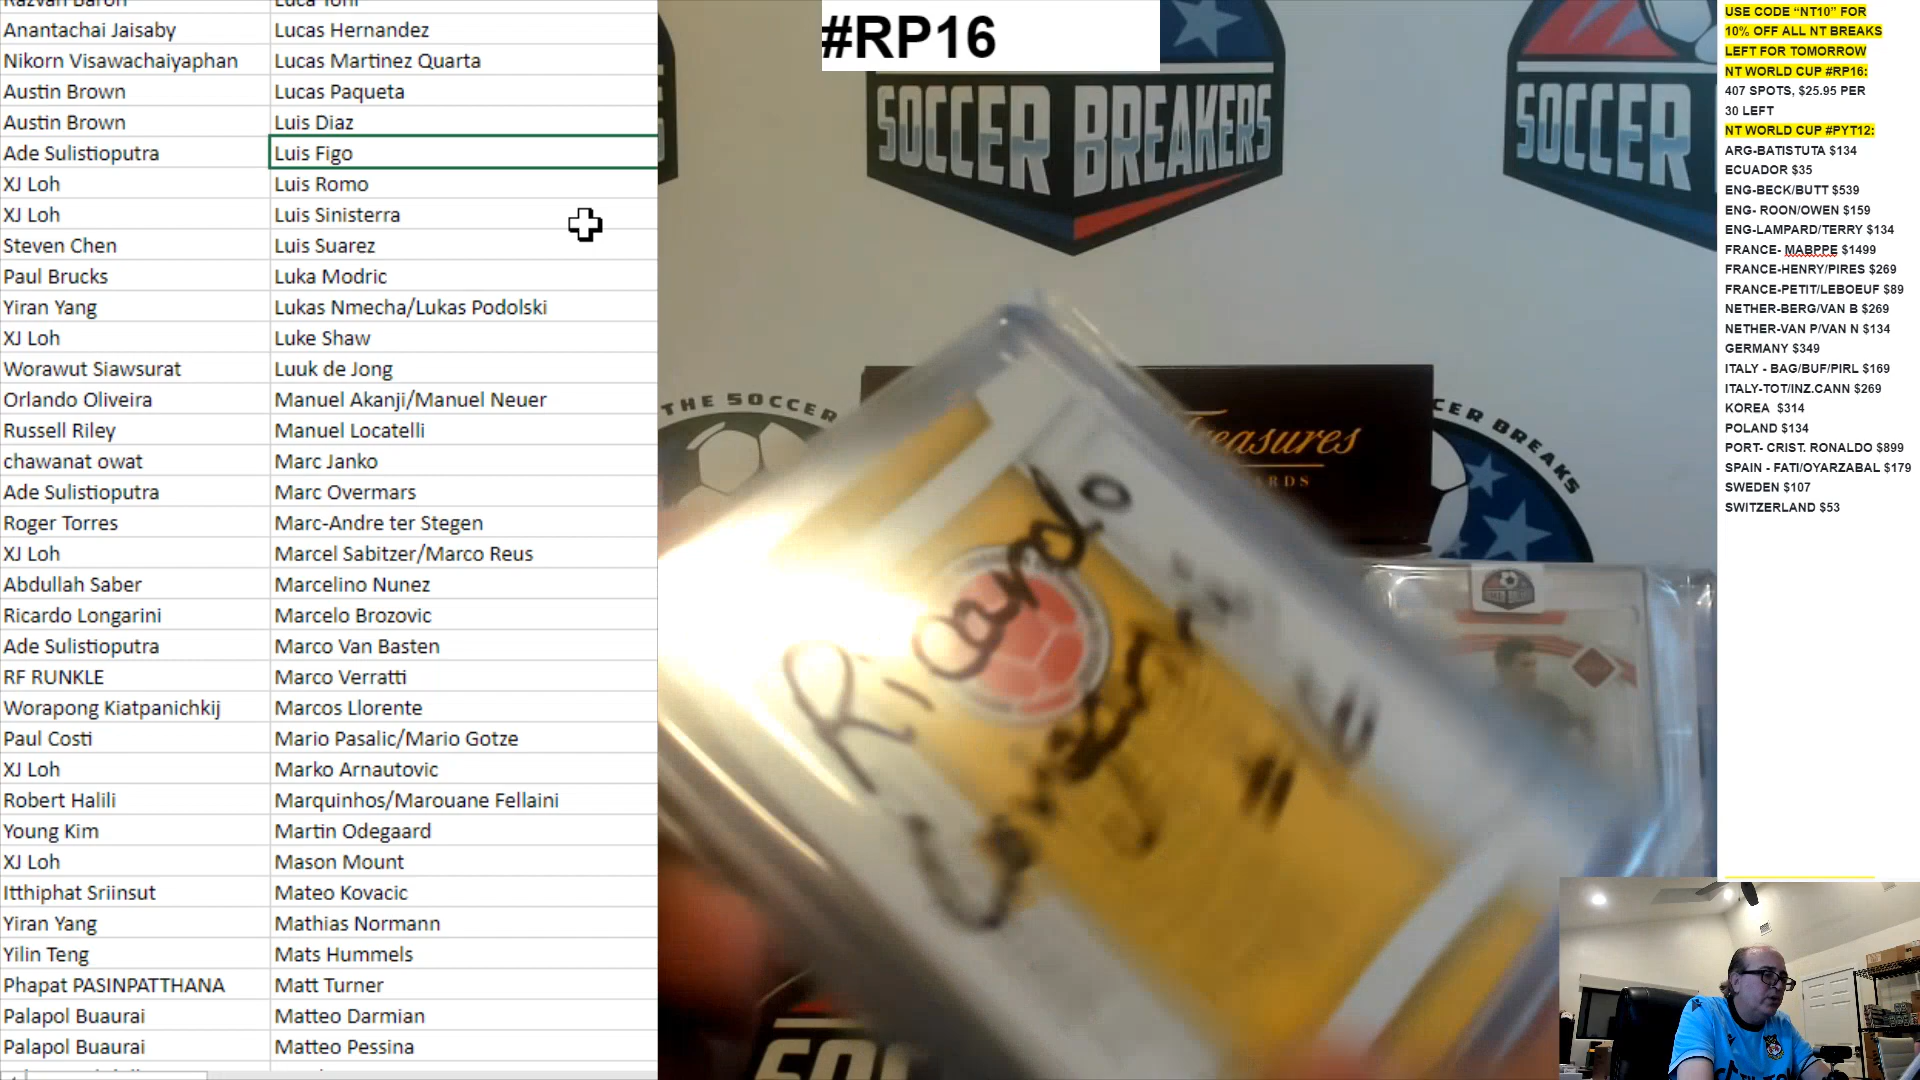 Anantachai Jaisaby Lucas Hernandez
Nikorn Visawachaiyaphan Lucas Martinez Quarta
Austin Brown Lucas Paqueta
Austin Brown Luis Diaz
Ade Sulistioputra Luis Figo
XJ Loh Luis Romo
XJ Loh Luis Sinisterra
Steven Chen Luis Suarez
Paul Brucks Luka Modric
Yiran Yang Lukas Nmecha/Lukas Podolski
XJ Loh Luke Shaw
Worawut Siawsurat Luuk de Jong
Orlando Oliveira Manuel Akanji/Manuel Neuer
Russell Riley Manuel Locatelli
chawanat owat Marc Janko
Ade Sulistioputra Marc Overmars
Roger Torres Marc-Andre ter Stegen
XJ Loh Marcel Sabitzer/Marco Reus
Abdullah Saber Marcelino Nunez
Ricardo Longarini Marcelo Brozovic
Ade Sulistioputra Marco Van Basten
RF RUNKLE Marco Verratti
Worapong Kiatpanichkij Marcos Llorente
Paul Costi Mario Pasalic/Mario Gotze
XJ Loh Marko Arnautovic
Robert Halili Marquinhos/Marouane Fellaini
Young Kim Martin Odegaard
XJ Loh Mason Mount
Itthiphat Sriinsut Mateo Kovacic
Yiran Yang Mathias Normann
Yilin Teng Mats Hummels
Phapat PASINPATTHANA Matt Turner
Palapol Buaurai Matteo Darmian
Palapol Buaurai Matteo Pessina
#RP16
SOCCER BREAKERS
SOCCER
THE SOCCER
Treasures
CER BREAKS
Ricardo
USE CODE “NT10” FOR
10% OFF ALL NT BREAKS
LEFT FOR TOMORROW
NT WORLD CUP #RP16:
407 SPOTS, $25.95 PER
30 LEFT
NT WORLD CUP #PYT12:
ARG-BATISTUTA $134
ECUADOR $35
ENG-BECK/BUTT $539
ENG- ROON/OWEN $159
ENG-LAMPARD/TERRY $134
FRANCE- MABPPE $1499
FRANCE-HENRY/PIRES $269
FRANCE-PETIT/LEBOEUF $89
NETHER-BERG/VAN B $269
NETHER-VAN P/VAN N $134
GERMANY $349
ITALY - BAG/BUF/PIRL $169
ITALY-TOT/INZ.CANN $269
KOREA $314
POLAND $134
PORT- CRIST. RONALDO $899
SPAIN - FATI/OYARZABAL $179
SWEDEN $107
SWITZERLAND $53